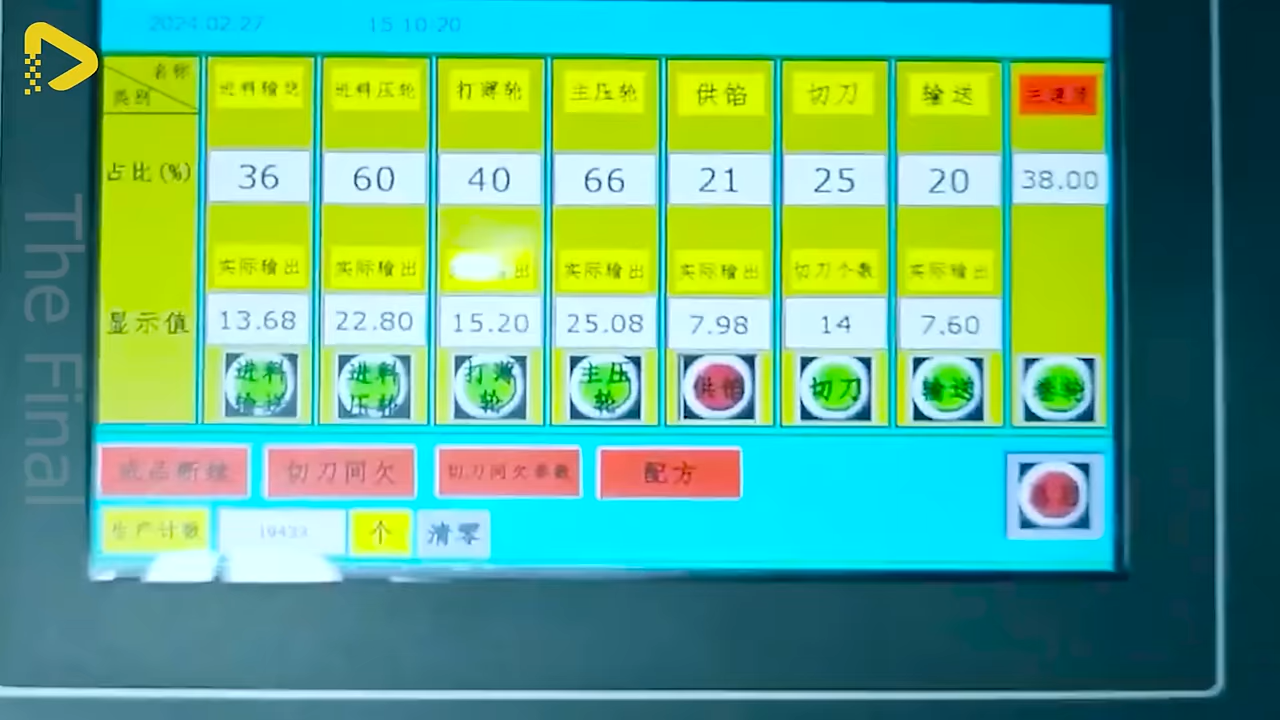 2024.02.27 15:10:20
名称
类别
进料输送 进料压轮 打薄轮 主压轮 供馅 切刀 输送 主速度
占比(%) 36 60 40 66 21 25 20 38.00
实际输出 实际输出 出 实际输出 实际输出 切刀个数 实际输出
显示值 13.68 22.80 15.20 25.08 7.98 14 7.60
进料输送 进料压轮 打薄轮 主压轮 供馅 切刀 输送
成品断续 切刀间欠 切刀间欠参数 配方
生产计数 19433 个 清零
The Final